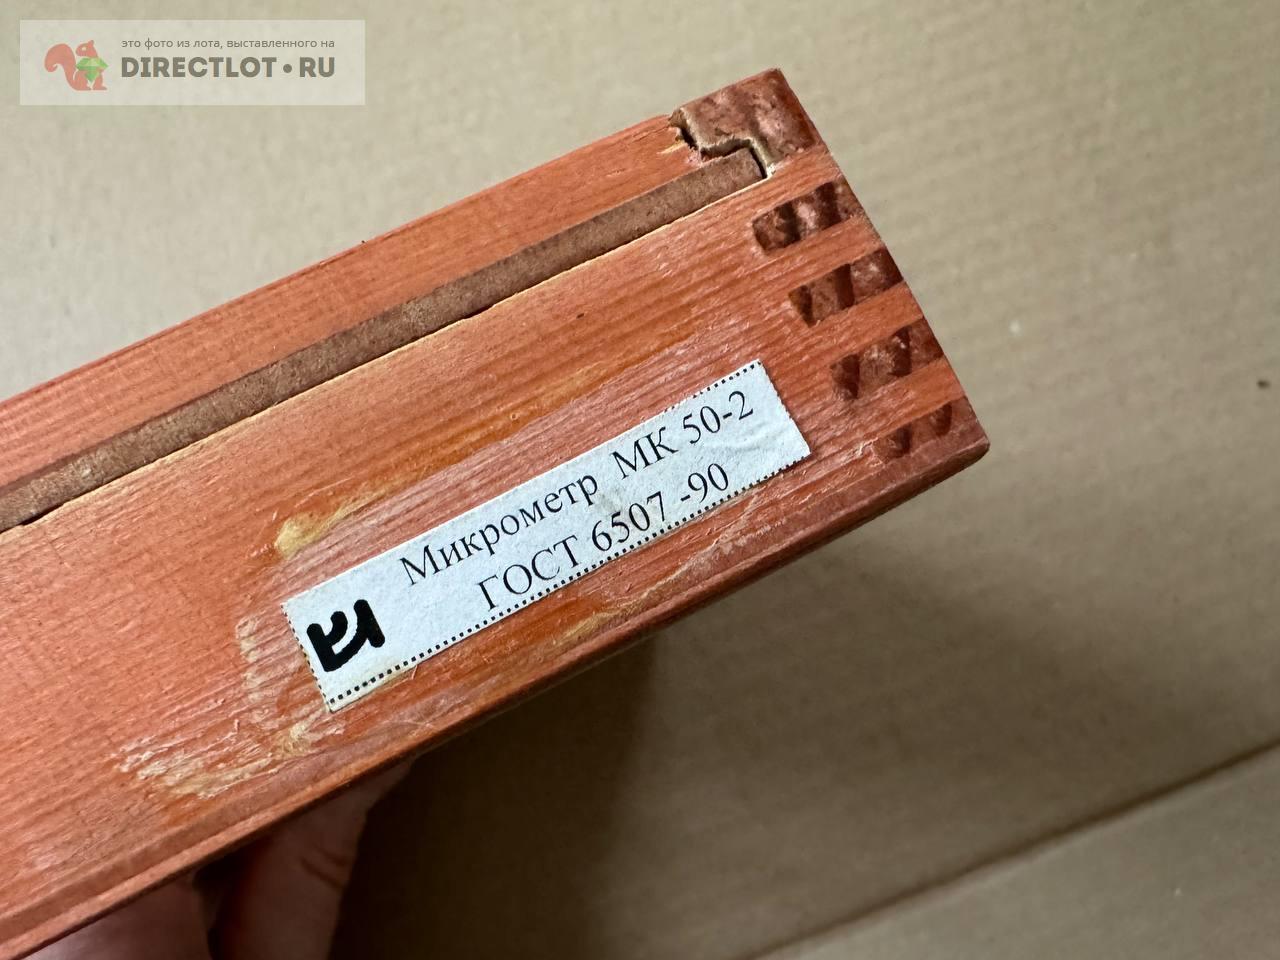 это фото из лота, выставленного на
DIRECTLOT•RU
Микрометр МК 50-2
ГОСТ 6507 -90